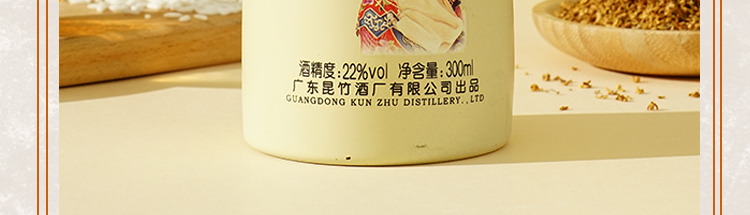 酒精度:22%vol 净含量:300ml
广东昆竹酒厂有限公司出品
GUANGDONG KUN ZHU DISTILLERY.,LTD